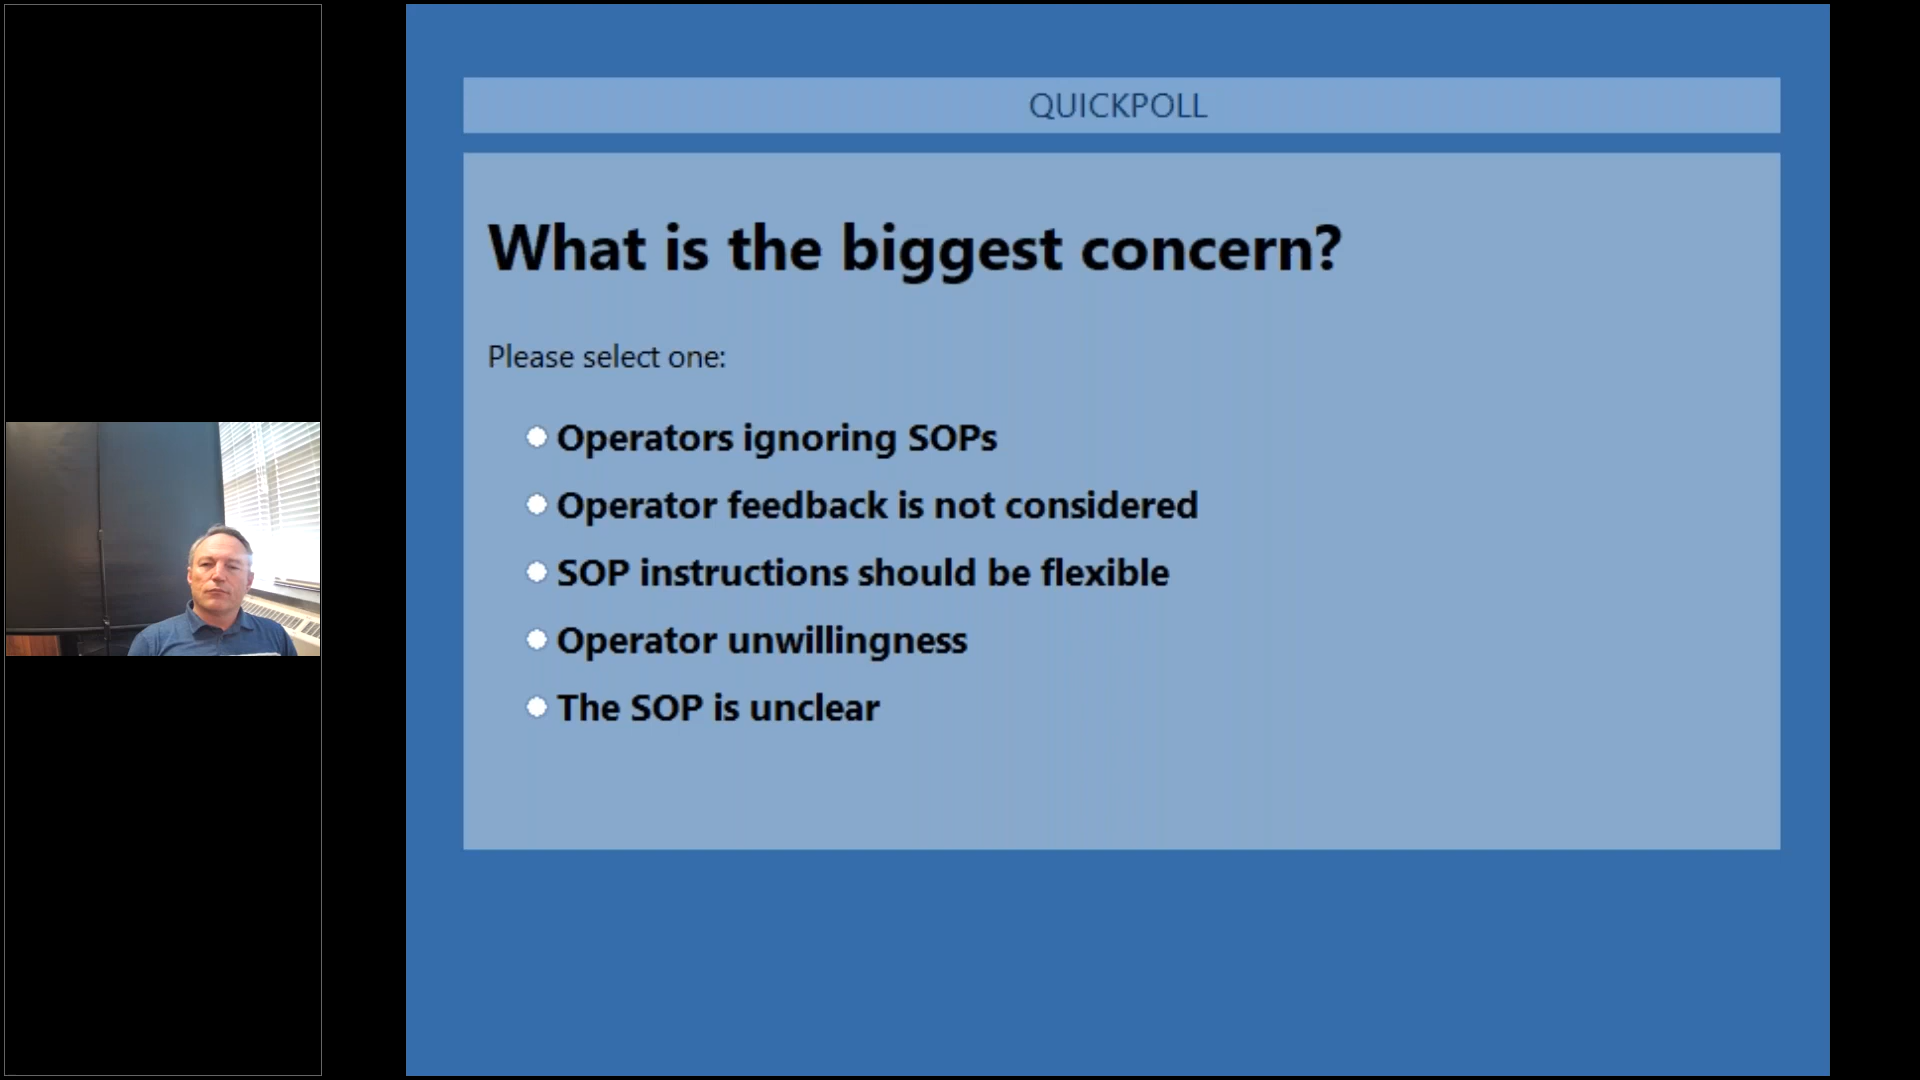 QUICKPOLL
What is the biggest concern?
Please select one:
Operators ignoring SOPs
Operator feedback is not considered
SOP instructions should be flexible
Operator unwillingness
The SOP is unclear